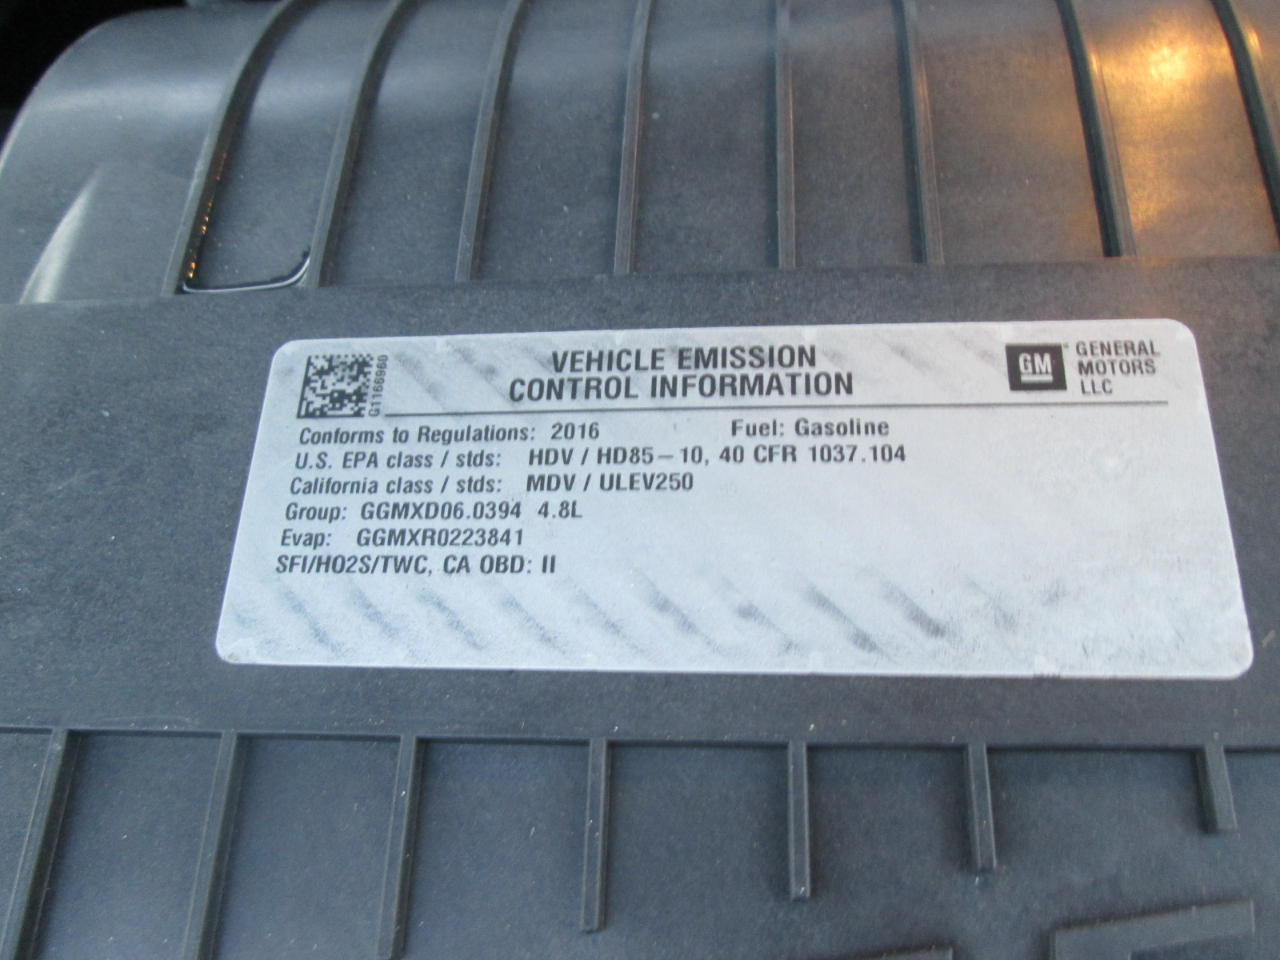 G1166960
VEHICLE EMISSION
CONTROL INFORMATION
GM
GENERAL
MOTORS
LLC
Conforms to Regulations: 2016 Fuel: Gasoline
U.S. EPA class / stds: HDV / HD85-10, 40 CFR 1037.104
California class / stds: MDV / ULEV250
Group: GGMXD06.0394 4.8L
Evap: GGMXR0223841
SFI/HO2S/TWC, CA OBD: II